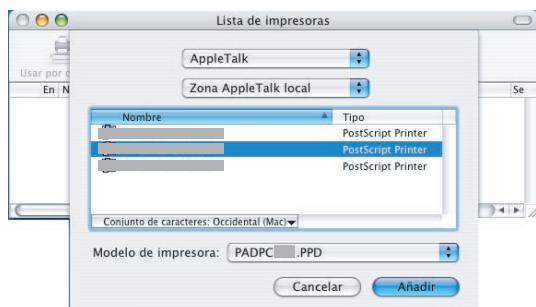 Lista de impresoras
AppleTalk
Usar por
Zona AppleTalk local
En N
Se
Nombre
Tipo
PostScript Printer
PostScript Printer
PostScript Printer
Conjunto de caracteres: Occidental (Mac)
Modelo de impresora: PADPC .PPD
Cancelar
Añadir